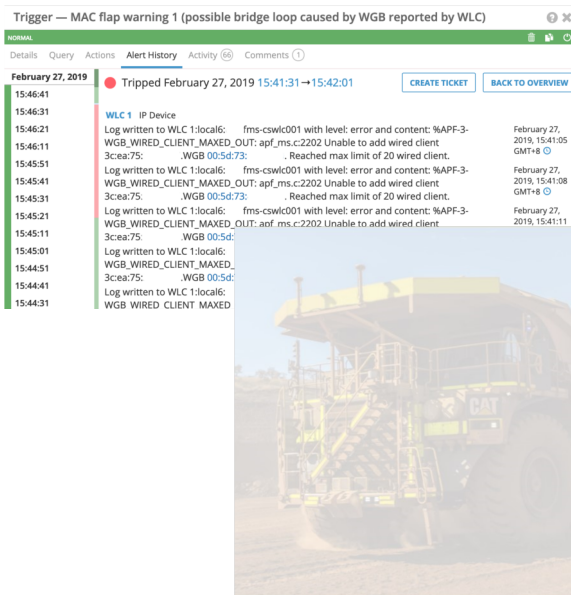 Trigger — MAC flap warning 1 (possible bridge loop caused by WGB reported by WLC)
NORMAL
Details Query Actions Alert History Activity 66 Comments 1
February 27, 2019
15:46:41
15:46:31
15:46:21
15:46:11
15:45:51
15:45:41
15:45:31
15:45:21
15:45:11
15:45:01
15:44:51
15:44:41
15:44:31
Tripped February 27, 2019 15:41:31→15:42:01
CREATE TICKET
BACK TO OVERVIEW
WLC 1 IP Device
Log written to WLC 1:local6: fms-cswlc001 with level: error and content: %APF-3-
WGB_WIRED_CLIENT_MAXED_OUT: apf_ms.c:2202 Unable to add wired client
3c:ea:75: .WGB 00:5d:73: . Reached max limit of 20 wired client.
February 27,
2019, 15:41:05
GMT+8
Log written to WLC 1:local6: fms-cswlc001 with level: error and content: %APF-3-
WGB_WIRED_CLIENT_MAXED_OUT: apf_ms.c:2202 Unable to add wired client
3c:ea:75: .WGB 00:5d:73: . Reached max limit of 20 wired client.
February 27,
2019, 15:41:08
GMT+8
Log written to WLC 1:local6: fms-cswlc001 with level: error and content: %APF-3-
WGB_WIRED_CLIENT_MAXED_OUT: apf_ms.c:2202 Unable to add wired client
3c:ea:75: .WGB 00:5d:
February 27,
2019, 15:41:11
Log written to WLC 1:local6:
WGB_WIRED_CLIENT_MAXED_
3c:ea:75: .WGB 00:5d:
Log written to WLC 1:local6:
WGB WIRED CLIENT MAXED
CAT